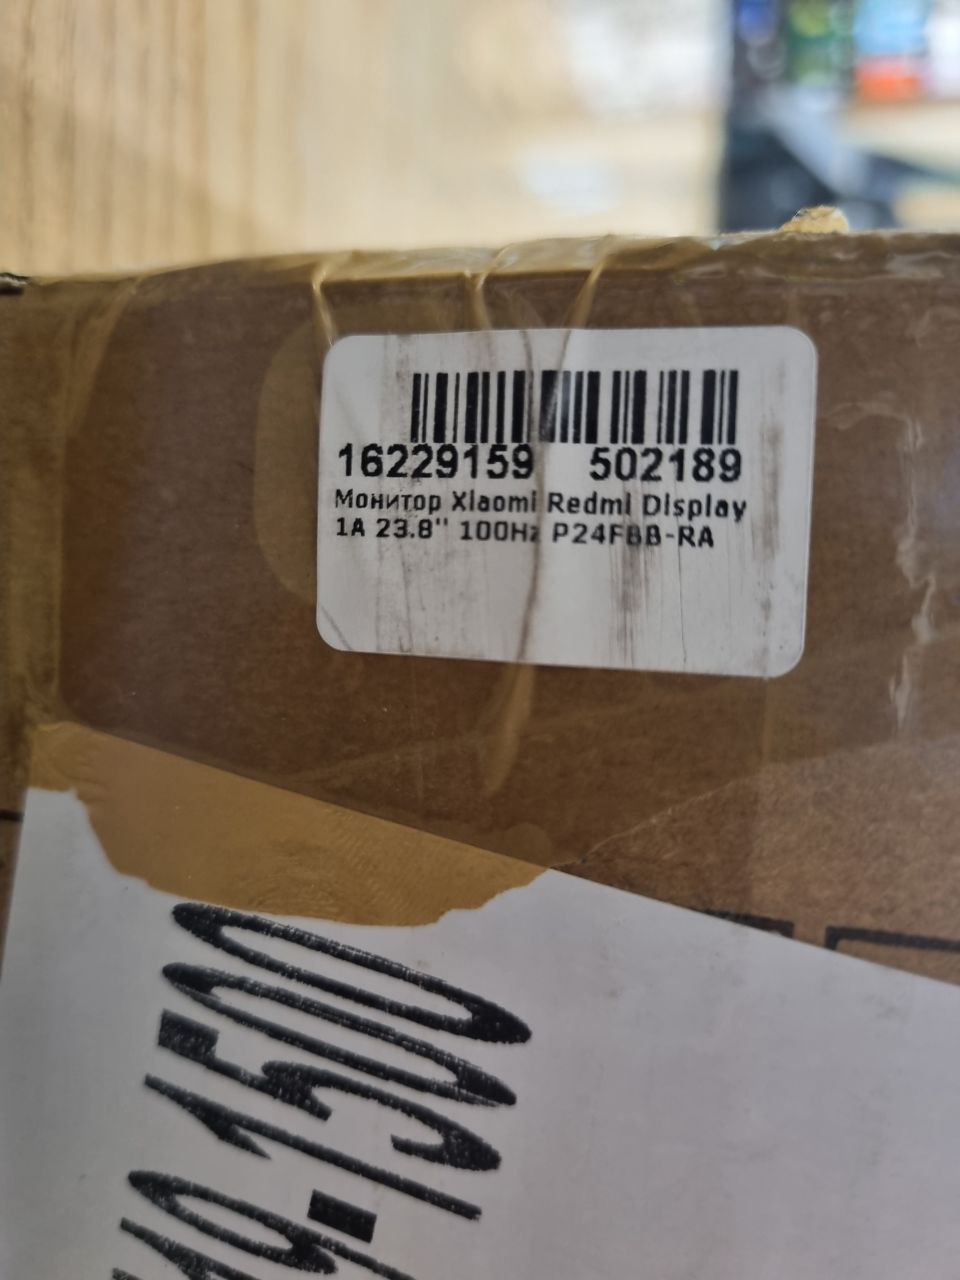 16229159 502189
Монитор Xiaomi Redmi Display
1A 23.8" 100Hz P24FBB-RA